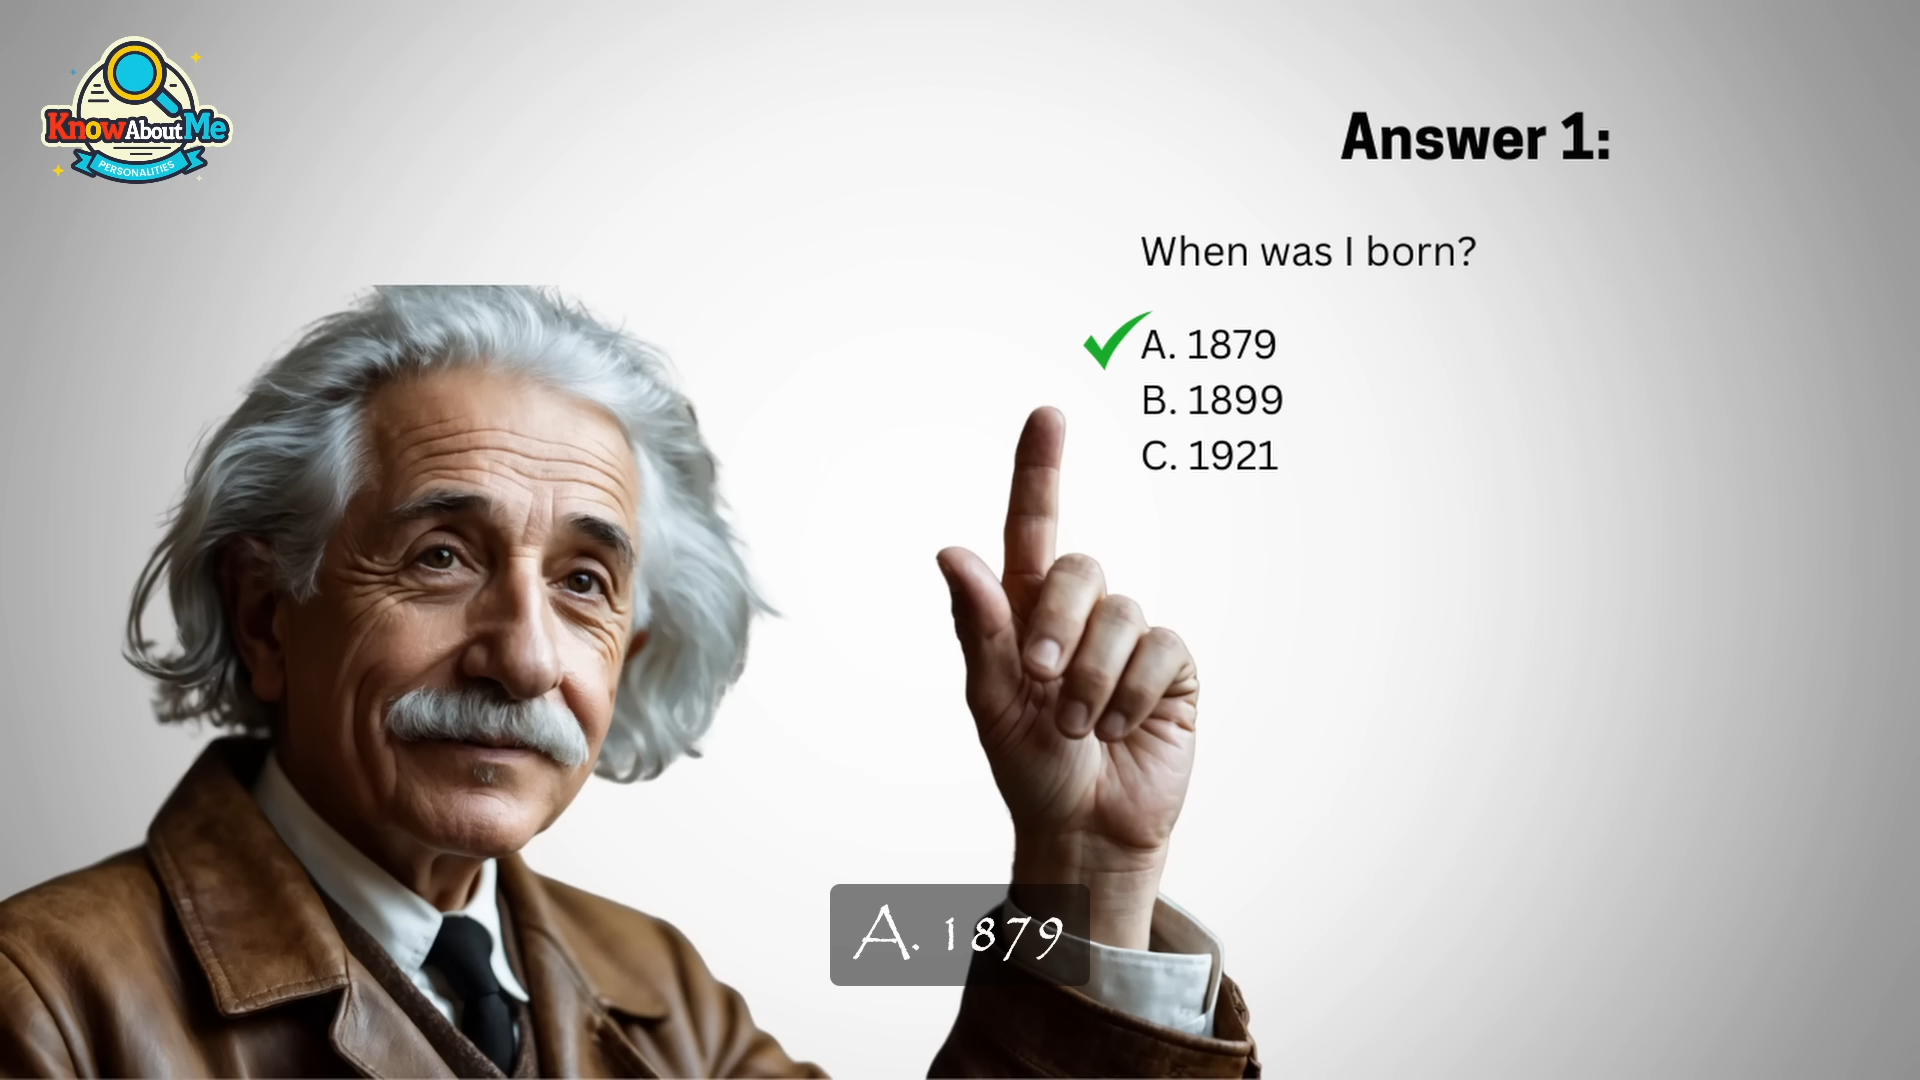 KnowAboutMe
PERSONALITIES
Answer 1:
When was I born?
A. 1879
B. 1899
C. 1921
A. 1879